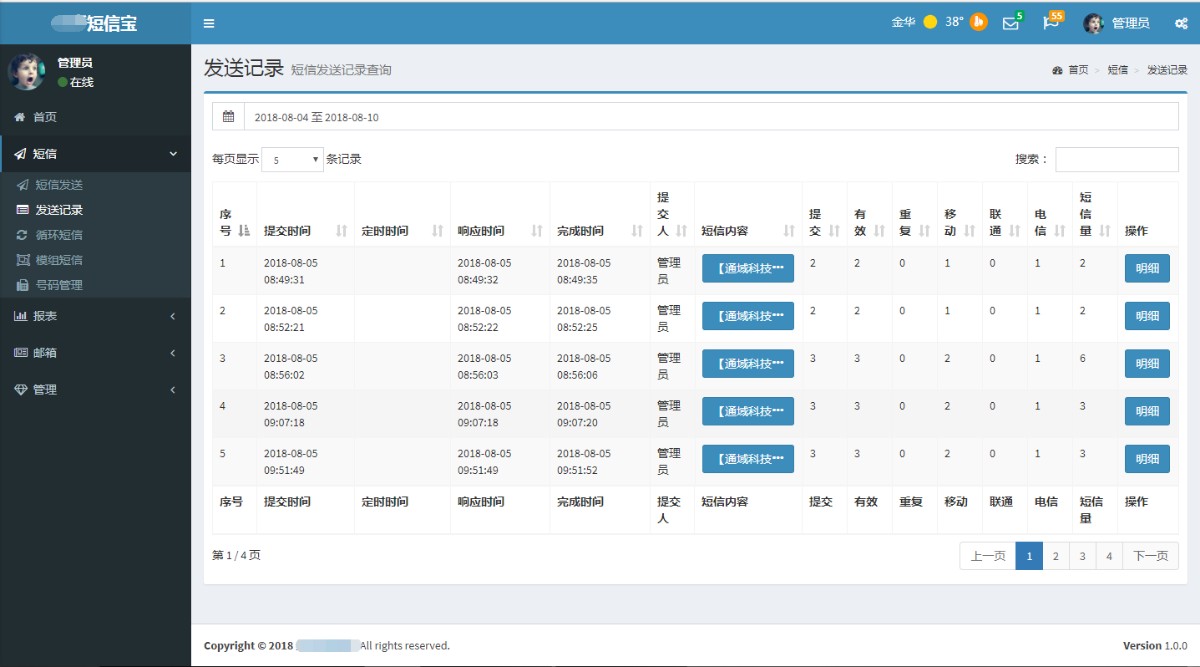 短信宝
金华 38° 5 55 管理员
管理员
在线
首页
短信
短信发送
发送记录
循环短信
模组短信
号码管理
报表
邮箱
管理
发送记录 短信发送记录查询
首页 > 短信 > 发送记录
2018-08-04 至 2018-08-10
每页显示 5 条记录
搜索：
序号 提交时间 定时时间 响应时间 完成时间 提交人 短信内容 提交 有效 重复 移动 联通 电信 短信量 操作
1 2018-08-05 08:49:31 2018-08-05 08:49:32 2018-08-05 08:49:35 管理员 【通域科技··· 2 2 0 1 0 1 2 明细
2 2018-08-05 08:52:21 2018-08-05 08:52:22 2018-08-05 08:52:25 管理员 【通域科技··· 2 2 0 1 0 1 2 明细
3 2018-08-05 08:56:02 2018-08-05 08:56:03 2018-08-05 08:56:06 管理员 【通域科技··· 3 3 0 2 0 1 6 明细
4 2018-08-05 09:07:18 2018-08-05 09:07:18 2018-08-05 09:07:20 管理员 【通域科技··· 3 3 0 2 0 1 3 明细
5 2018-08-05 09:51:49 2018-08-05 09:51:49 2018-08-05 09:51:52 管理员 【通域科技··· 3 3 0 2 0 1 3 明细
序号 提交时间 定时时间 响应时间 完成时间 提交人 短信内容 提交 有效 重复 移动 联通 电信 短信量 操作
第 1 / 4 页
上一页 1 2 3 4 下一页
Copyright © 2018 All rights reserved.
Version 1.0.0